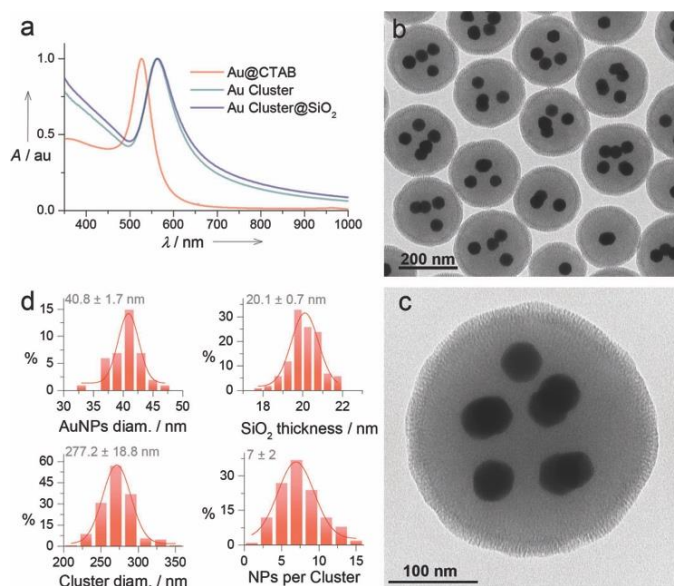 a
1.0
0.5
0.0
A / au
Au@CTAB
Au Cluster
Au Cluster@SiO₂
400
500
600
700
800
900
1000
λ / nm
b
200 nm
d
40.8 ± 1.7 nm
15
10
5
0
%
30
35
40
45
50
AuNPs diam. / nm
20.1 ± 0.7 nm
30
15
0
%
18
20
22
SiO₂ thickness / nm
277.2 ± 18.8 nm
60
45
30
15
0
%
200
250
300
350
Cluster diam. / nm
7 ± 2
30
15
0
%
0
5
10
15
NPs per Cluster
c
100 nm